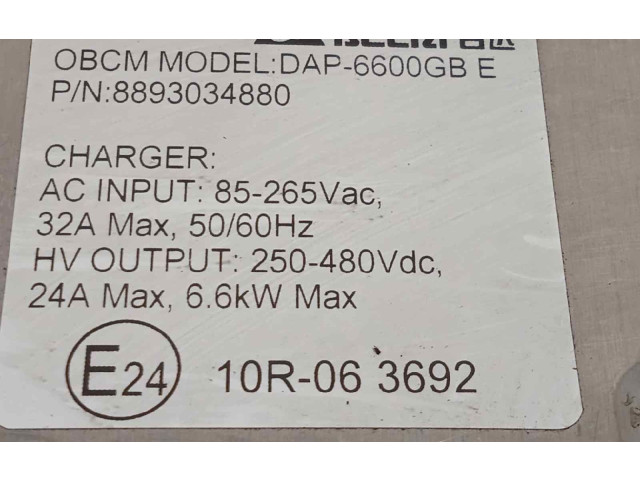 OBCM MODEL:DAP-6600GB E
P/N:8893034880
CHARGER:
AC INPUT: 85-265Vac,
32A Max, 50/60Hz
HV OUTPUT: 250-480Vdc,
24A Max, 6.6kW Max
E24 10R-06 3692